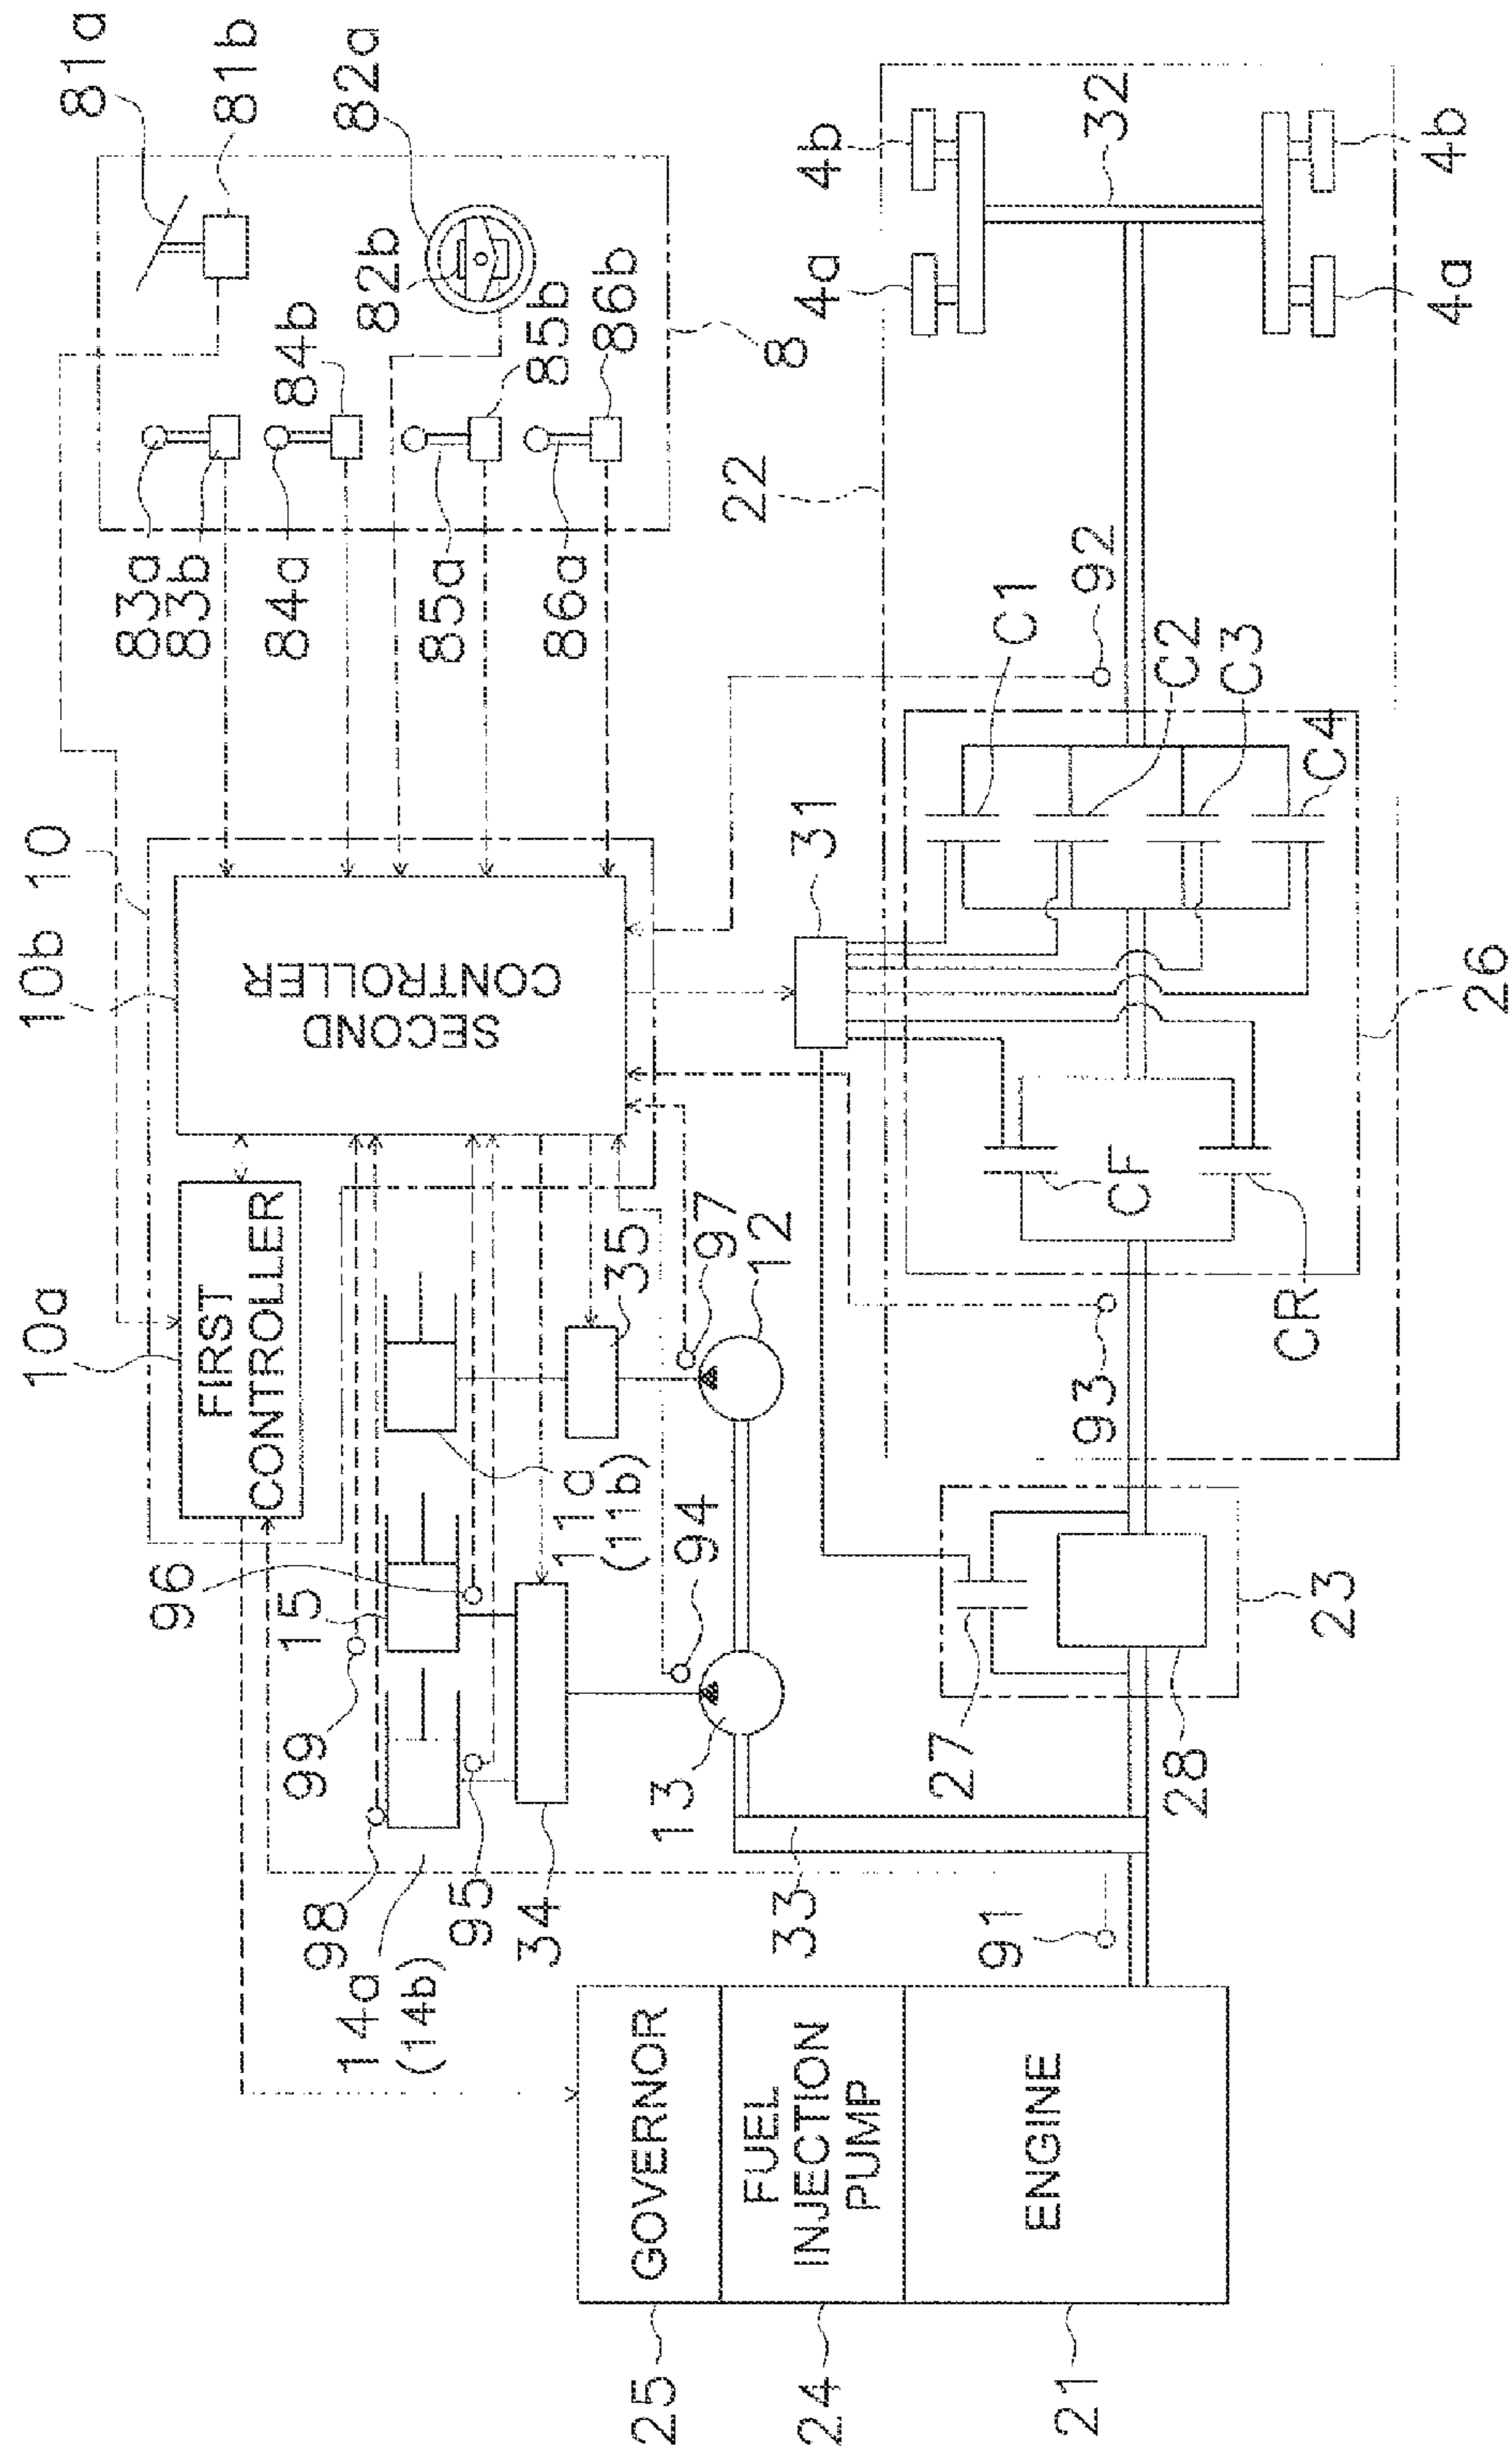 10a
10b
10
81a
81b
82a
82b
83a
83b
84a
84b
85a
85b
86a
86b
8
FIRST
CONTROLLER
SECOND
CONTROLLER
96
15
99
98
14a
(14b)
95
34
11a
(11b)
35
97
12
94
13
33
91
93
92
22
31
4a
4b
32
4a
4b
C1
C2
C3
C4
CF
CR
26
27
28
23
25
GOVERNOR
24
FUEL
INJECTION
PUMP
21
ENGINE